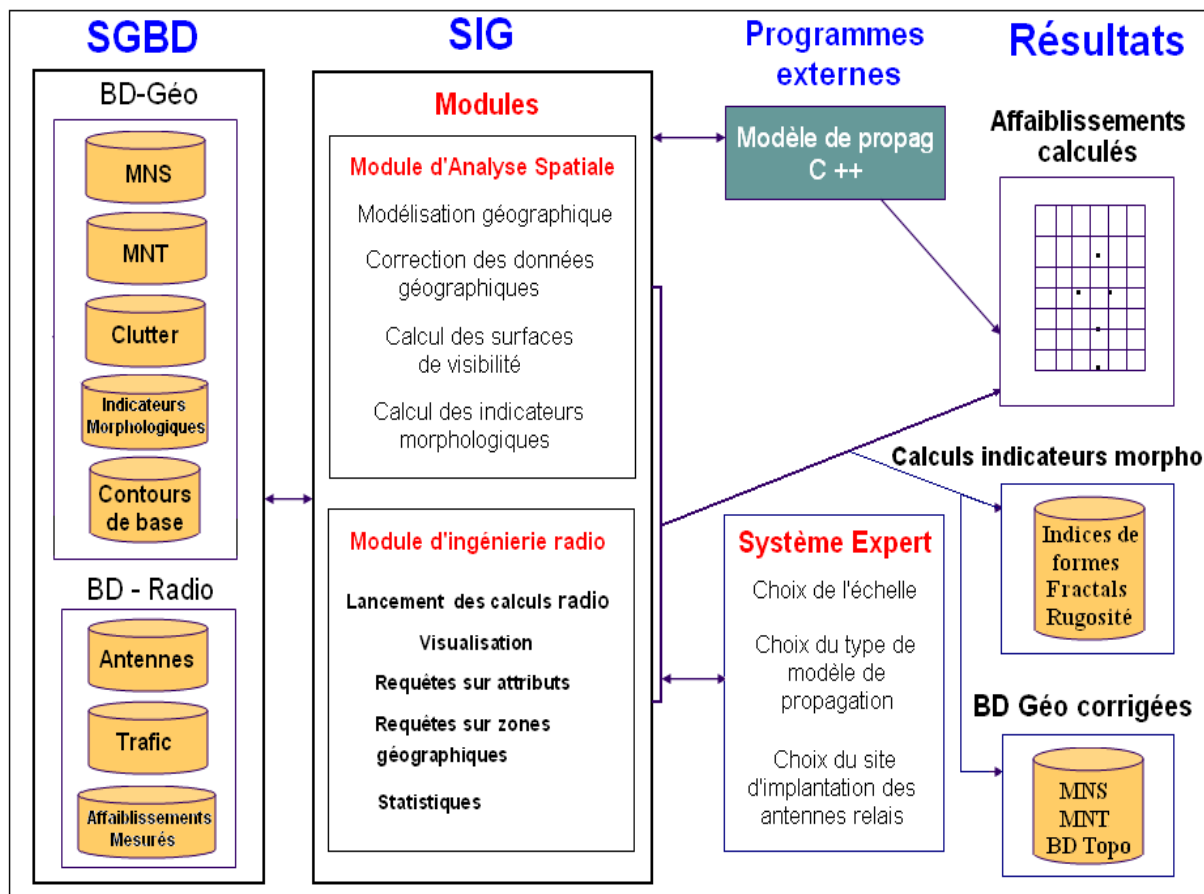 SGBD
BD-Géo
MNS
MNT
Clutter
Indicateurs
Morphologiques
Contours
de base
BD - Radio
Antennes
Trafic
Affaiblissements
Mesurés
SIG
Modules
Module d'Analyse Spatiale
Modélisation géographique
Correction des données
géographiques
Calcul des surfaces
de visibilité
Calcul des indicateurs
morphologiques
Module d'ingénierie radio
Lancement des calculs radio
Visualisation
Requêtes sur attributs
Requêtes sur zones
géographiques
Statistiques
Programmes
externes
Modèle de propag
C ++
Système Expert
Choix de l'échelle
Choix du type de
modèle de
propagation
Choix du site
d'implantation des
antennes relais
Résultats
Affaiblissements
calculés
Calculs indicateurs morpho
Indices de
formes
Fractals
Rugosité
BD Géo corrigées
MNS
MNT
BD Topo